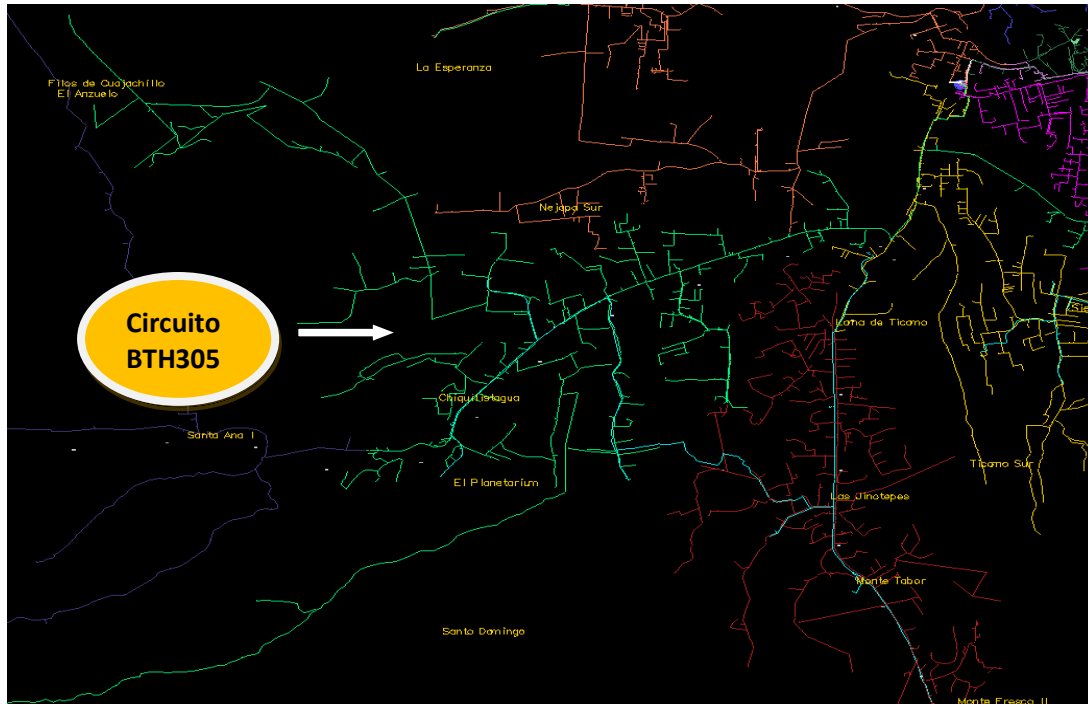 La Esperanza
Filos de Cuajachillo
El Anzuelo
Nejapa Sur
Circuito
BTH305
Loma de Ticomo
Chiquilistagua
Santa Ana I
Ticomo Sur
El Planetarium
Las Jinotepes
Monte Tabor
Santo Domingo
Monte Fresco II